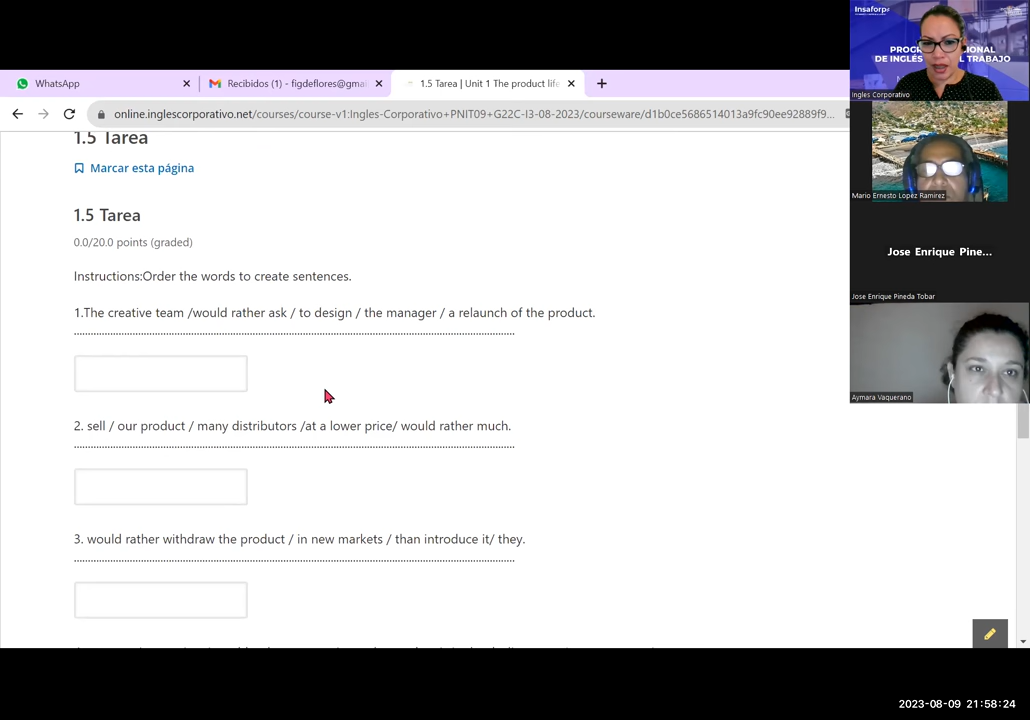 WhatsApp
Recibidos (1) - figdeflores@gmai
1.5 Tarea | Unit 1 The product life
online.inglescorporativo.net/courses/course-v1:Ingles-Corporativo+PNIT09+G22C-I3-08-2023/courseware/d1b0ce5686514013a9fc90ee92889f9...
1.5 Tarea
Marcar esta página
1.5 Tarea
0.0/20.0 points (graded)
Instructions:Order the words to create sentences.
1.The creative team /would rather ask / to design / the manager / a relaunch of the product.
2. sell / our product / many distributors /at a lower price/ would rather much.
3. would rather withdraw the product / in new markets / than introduce it/ they.
Insaforp
DE INGLÉS
TRABAJO
Ingles Corporativo
Mario Ernesto Lopez Ramirez
Jose Enrique Pine...
Jose Enrique Pineda Tobar
Aymara Vaquerano
2023-08-09 21:58:24